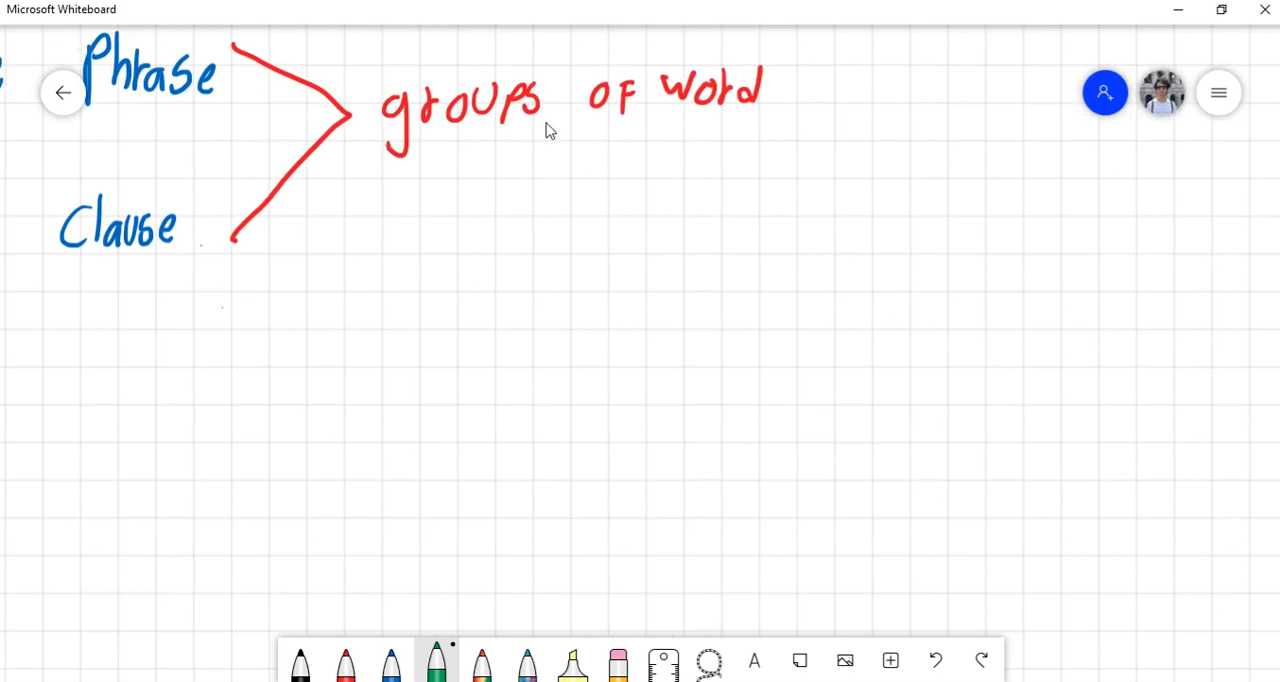 Microsoft Whiteboard
Phrase
groups of word
Clause
A